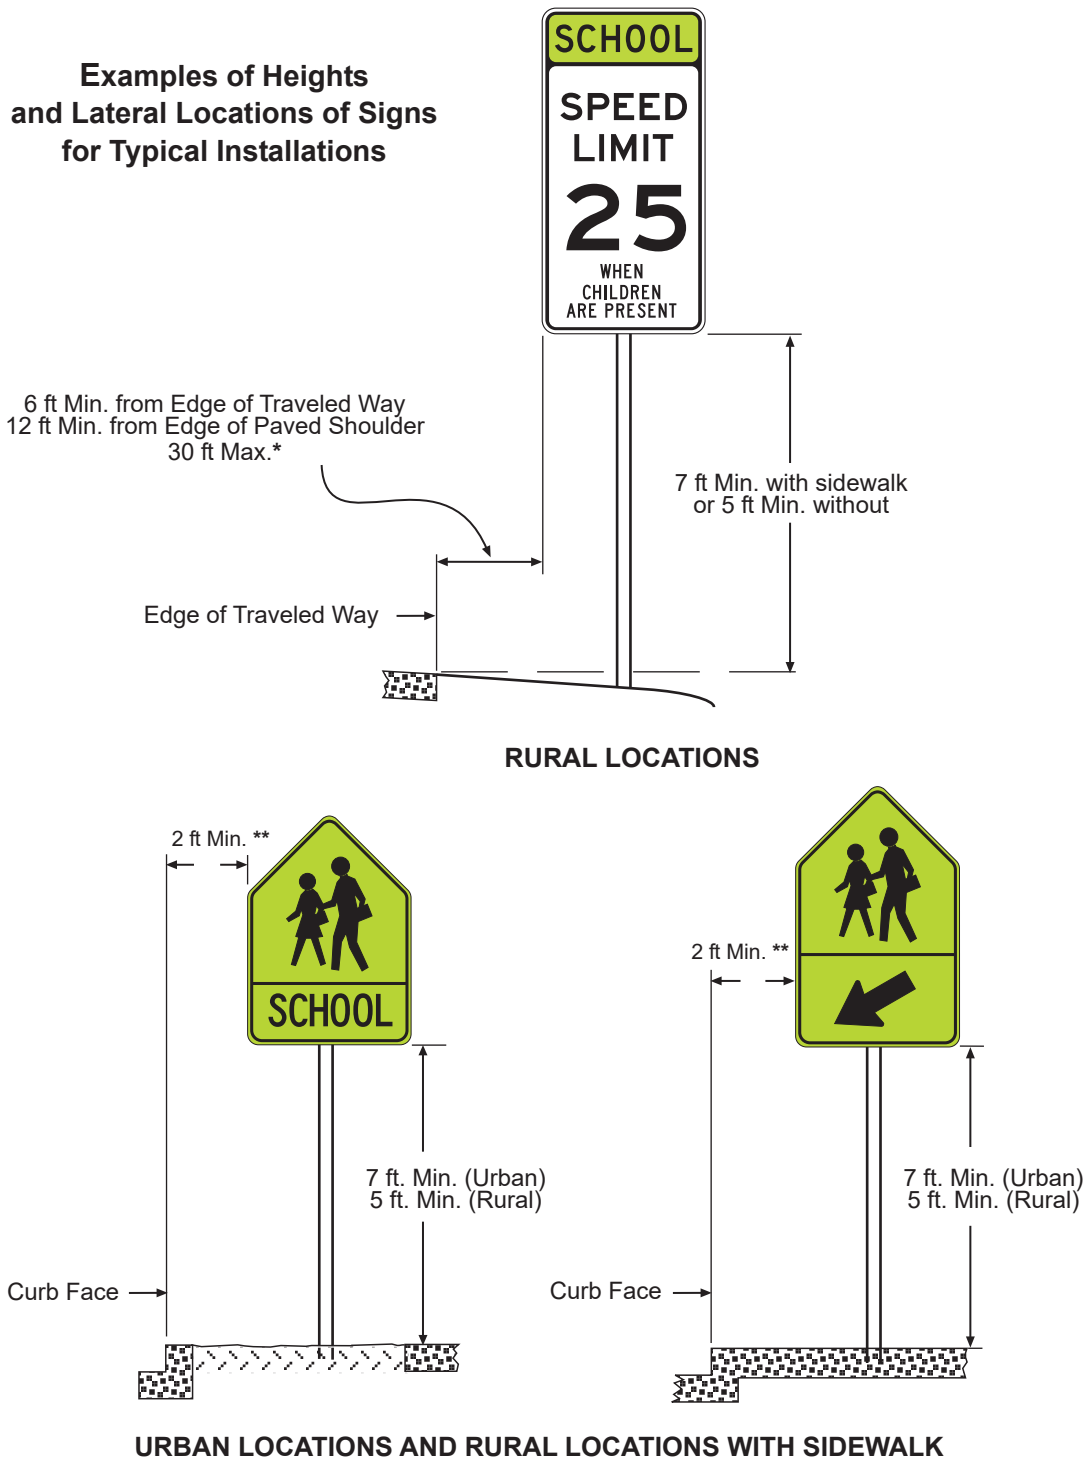 Examples of Heights
and Lateral Locations of Signs
for Typical Installations
SCHOOL
SPEED
LIMIT
25
WHEN
CHILDREN
ARE PRESENT
6 ft Min. from Edge of Traveled Way
12 ft Min. from Edge of Paved Shoulder
30 ft Max.*
7 ft Min. with sidewalk
or 5 ft Min. without
Edge of Traveled Way
RURAL LOCATIONS
2 ft Min. **
SCHOOL
7 ft. Min. (Urban)
5 ft. Min. (Rural)
Curb Face
2 ft Min. **
7 ft. Min. (Urban)
5 ft. Min. (Rural)
Curb Face
URBAN LOCATIONS AND RURAL LOCATIONS WITH SIDEWALK